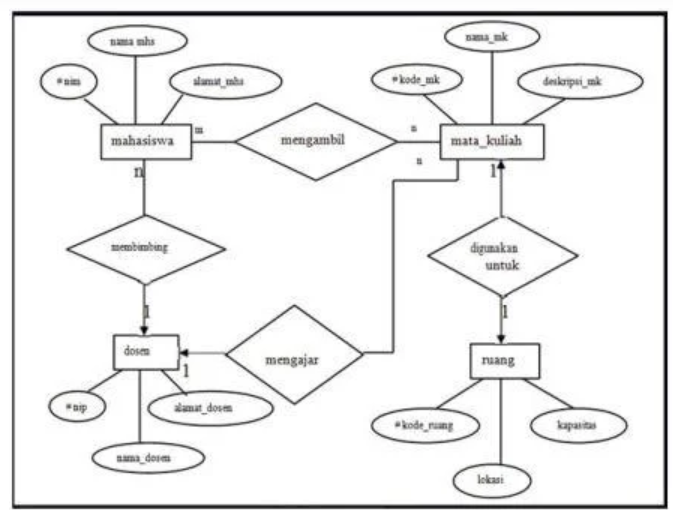 nama mhs
nama_mk
#nim
alamat_mhs
#kode_mk
deskripsi_mk
mahasiswa
m
mengambil
n
mata_kuliah
n
n
1
membimbing
digunakan
untuk
1
1
dosen
1
mengajar
ruang
#nip
alamat_dosen
#kode_ruang
kapasitas
nama_dosen
lokasi